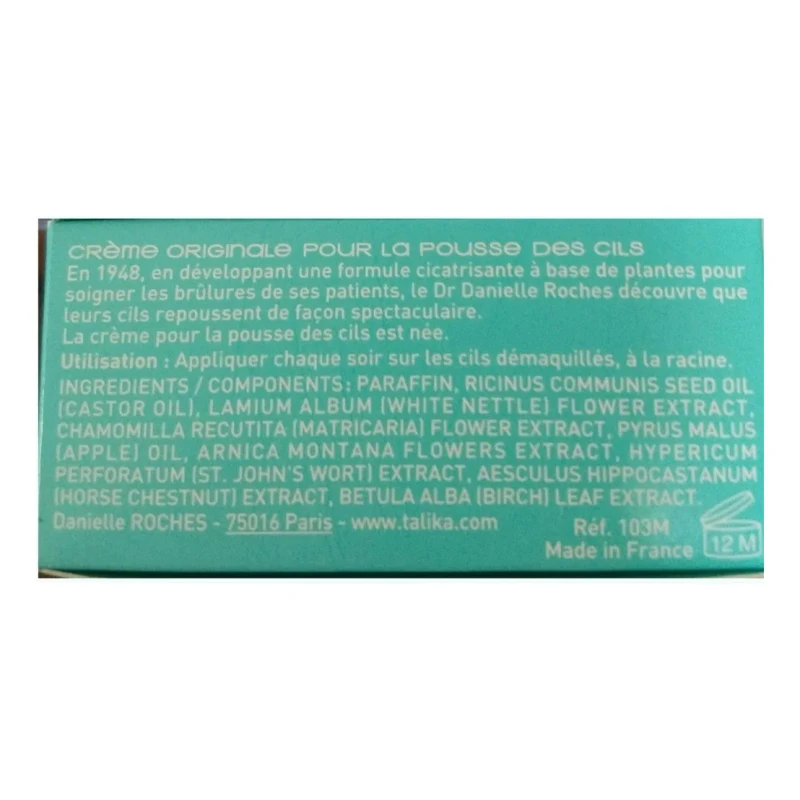 CRÈME ORIGINALE POUR LA POUSSE DES CILS
En 1948, en développant une formule cicatrisante à base de plantes pour
soigner les brûlures de ses patients, le Dr Danielle Roches découvre que
leurs cils repoussent de façon spectaculaire.
La crème pour la pousse des cils est née.
Utilisation : Appliquer chaque soir sur les cils démaquillés, à la racine.
INGREDIENTS / COMPONENTS : PARAFFIN, RICINUS COMMUNIS SEED OIL
(CASTOR OIL), LAMIUM ALBUM (WHITE NETTLE) FLOWER EXTRACT,
CHAMOMILLA RECUTITA (MATRICARIA) FLOWER EXTRACT, PYRUS MALUS
(APPLE) OIL, ARNICA MONTANA FLOWERS EXTRACT, HYPERICUM
PERFORATUM (ST. JOHN'S WORT) EXTRACT, AESCULUS HIPPOCASTANUM
(HORSE CHESTNUT) EXTRACT, BETULA ALBA (BIRCH) LEAF EXTRACT.
Danielle ROCHES - 75016 Paris - www.talika.com
Réf. 103M
Made in France
12 M